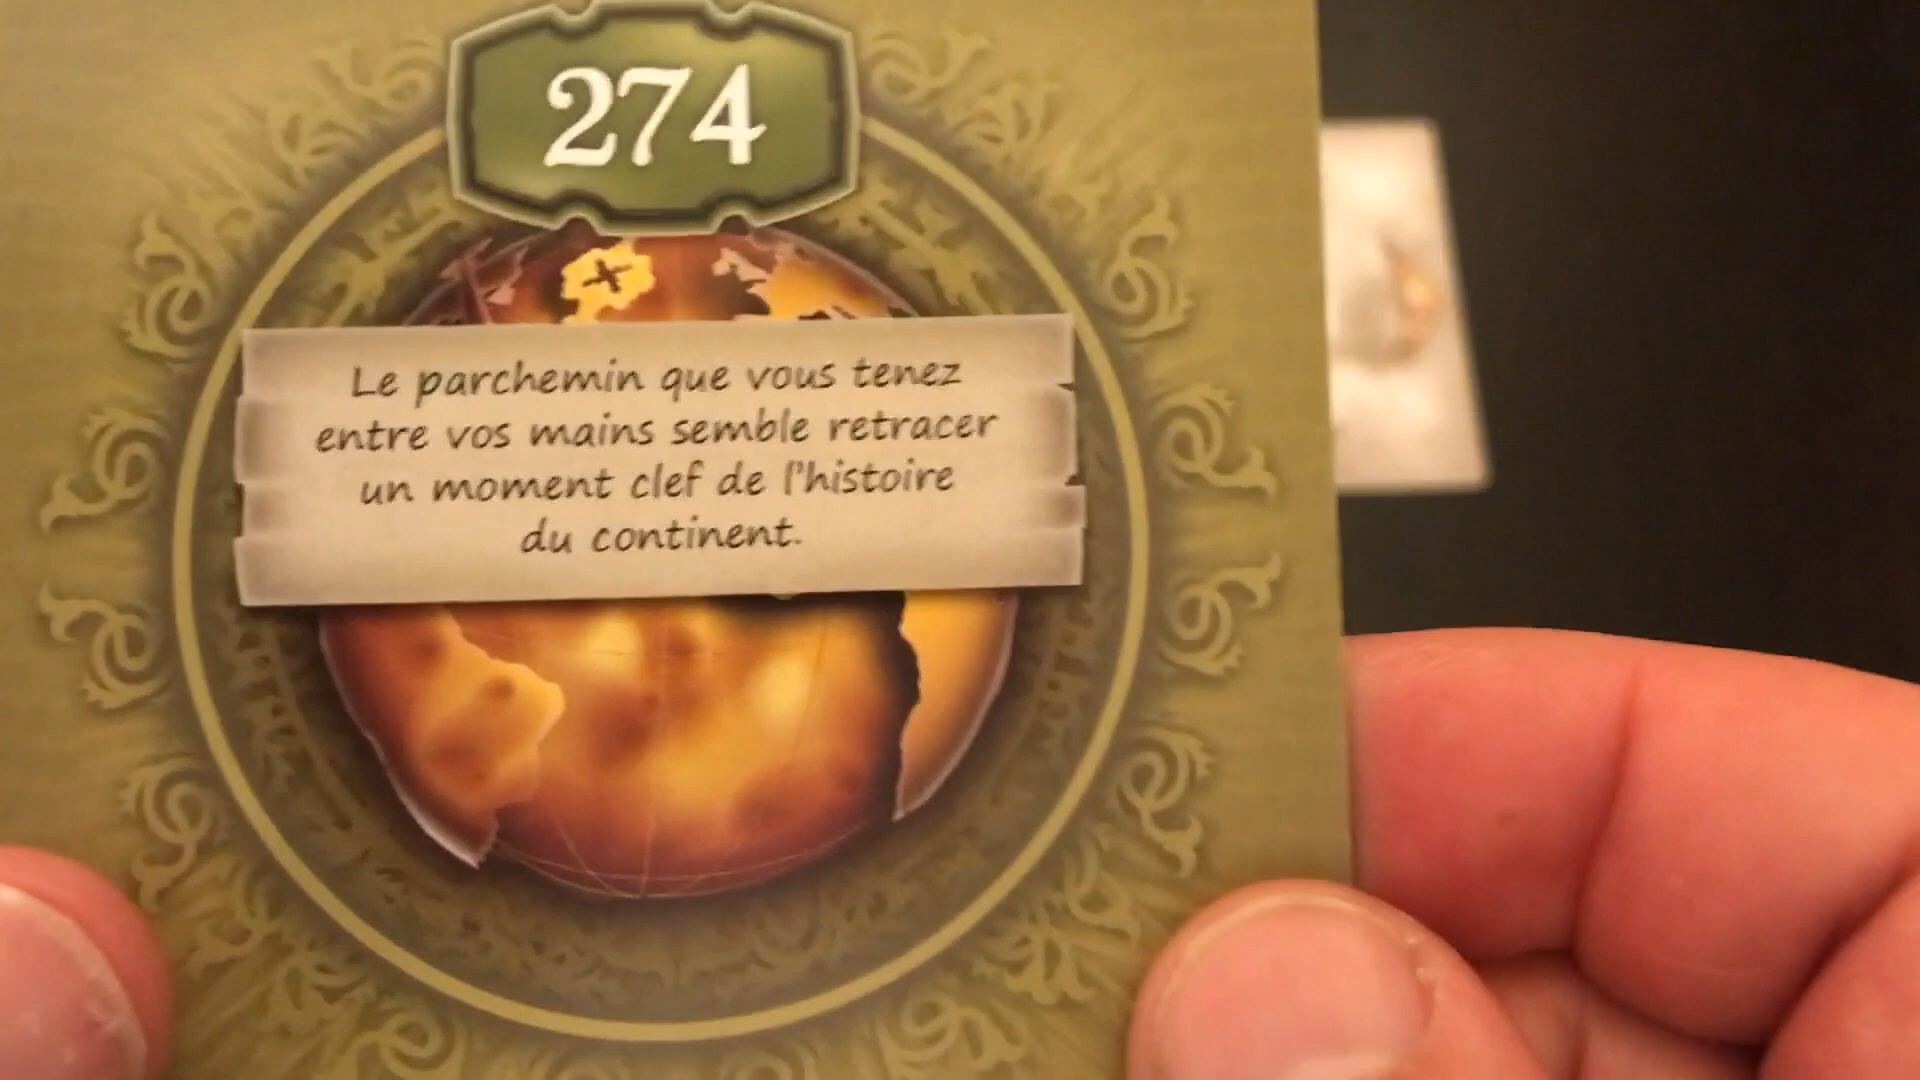 274
Le parchemin que vous tenez
entre vos mains semble retracer
un moment clef de l'histoire
du continent.